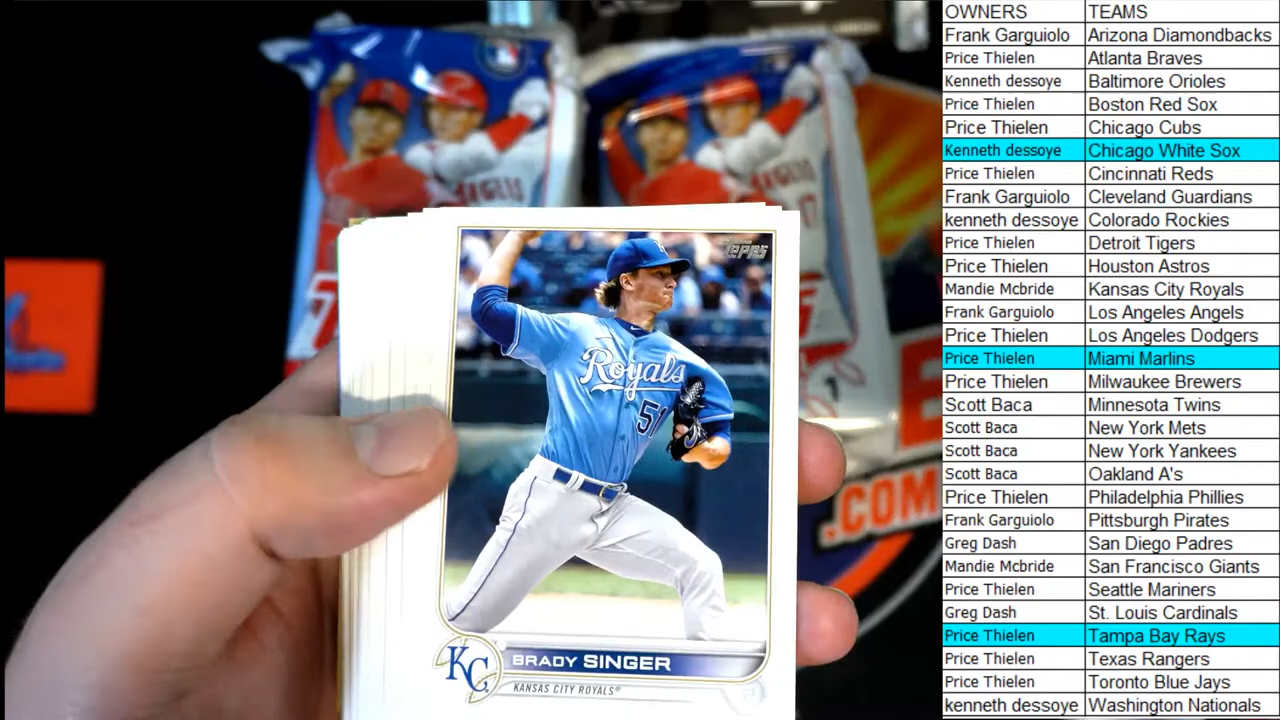 OWNERS TEAMS
Frank Garguiolo Arizona Diamondbacks
Price Thielen Atlanta Braves
Kenneth dessoye Baltimore Orioles
Price Thielen Boston Red Sox
Price Thielen Chicago Cubs
Kenneth dessoye Chicago White Sox
Price Thielen Cincinnati Reds
Frank Garguiolo Cleveland Guardians
kenneth dessoye Colorado Rockies
Price Thielen Detroit Tigers
Price Thielen Houston Astros
Mandie Mcbride Kansas City Royals
Frank Garguiolo Los Angeles Angels
Price Thielen Los Angeles Dodgers
Price Thielen Miami Marlins
Price Thielen Milwaukee Brewers
Scott Baca Minnesota Twins
Scott Baca New York Mets
Scott Baca New York Yankees
Scott Baca Oakland A's
Price Thielen Philadelphia Phillies
Frank Garguiolo Pittsburgh Pirates
Greg Dash San Diego Padres
Mandie Mcbride San Francisco Giants
Price Thielen Seattle Mariners
Greg Dash St. Louis Cardinals
Price Thielen Tampa Bay Rays
Price Thielen Texas Rangers
Price Thielen Toronto Blue Jays
kenneth dessoye Washington Nationals
TOPPS
Royals
51
KC
BRADY SINGER
KANSAS CITY ROYALS®
.COM